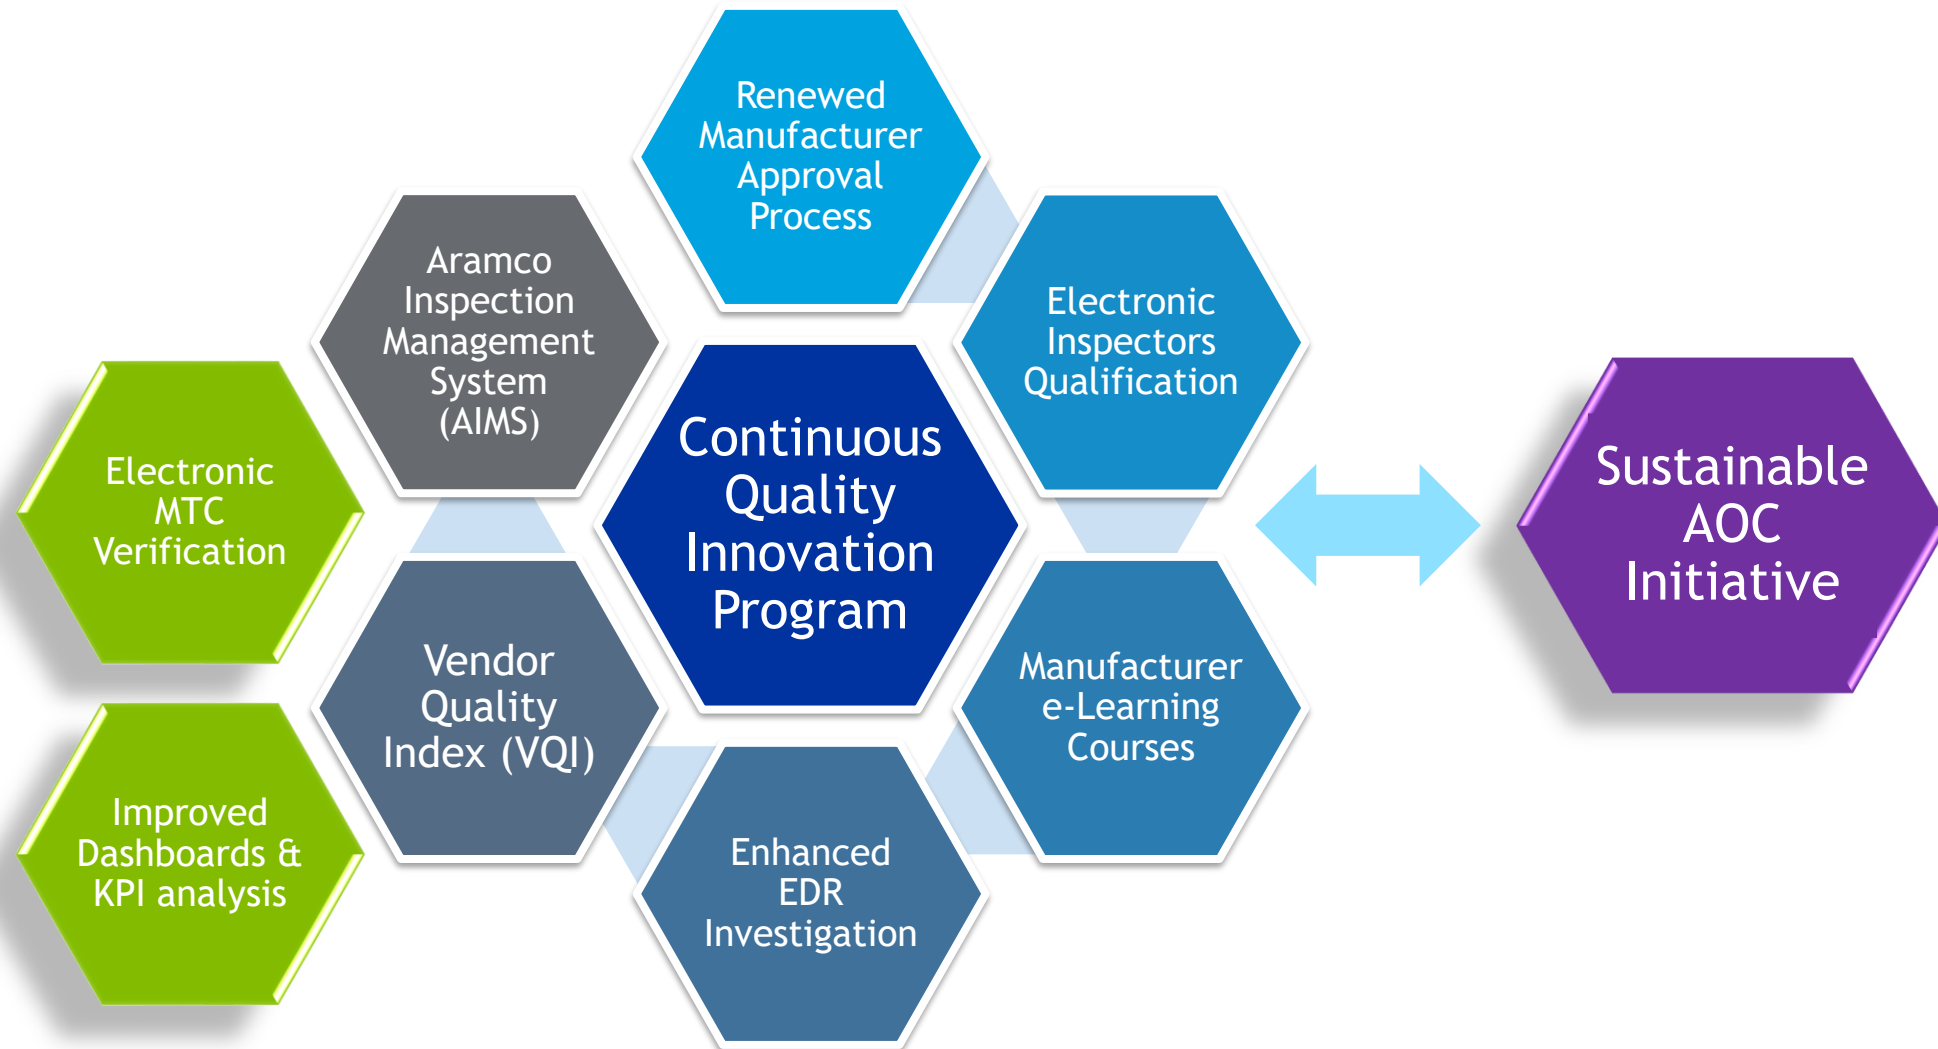 Renewed
Manufacturer
Approval
Process
Aramco
Inspection
Management
System
(AIMS)
Electronic
Inspectors
Qualification
Continuous
Quality
Innovation
Program
Electronic
MTC
Verification
Sustainable
AOC
Initiative
Vendor
Quality
Index (VQI)
Manufacturer
e-Learning
Courses
Improved
Dashboards &
KPI analysis
Enhanced
EDR
Investigation